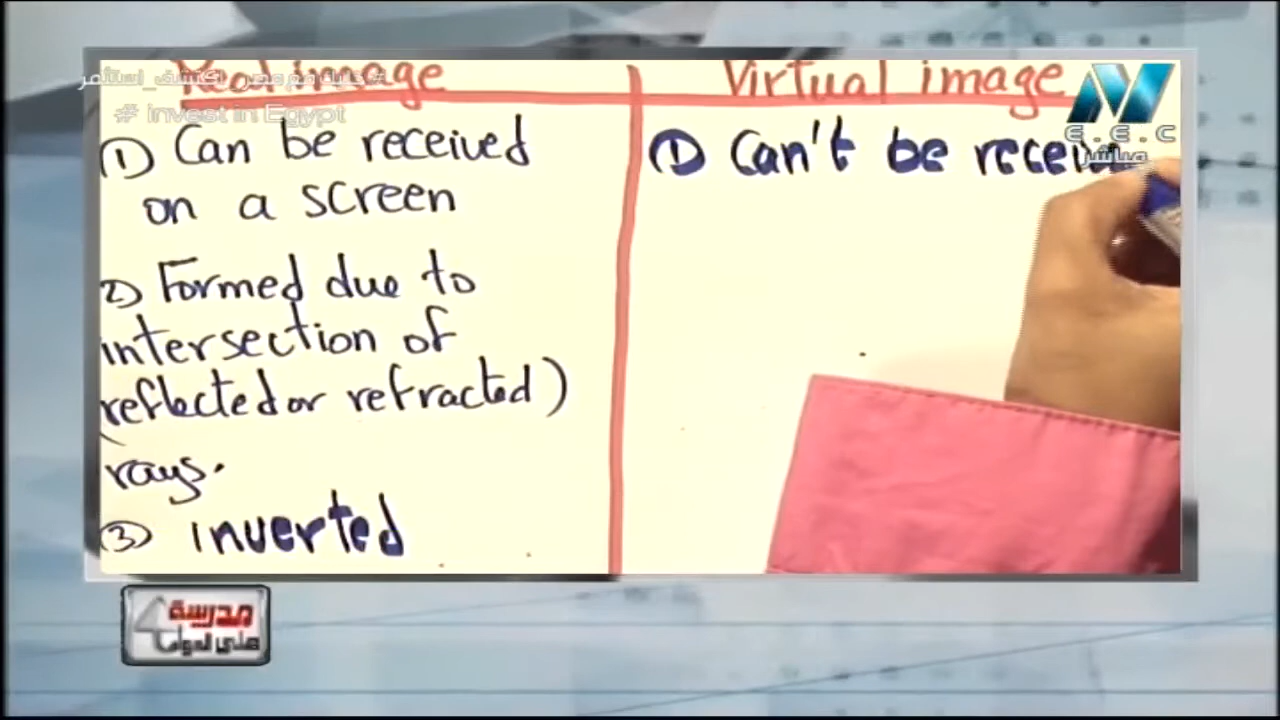 Real image
Virtual image
# invest in Egypt
① Can be received
on a screen
② Formed due to
intersection of
(reflected or refracted)
rays.
③ inverted
① Can't be receiv
E.E.C
مباشر
مدرسة
على الهواء